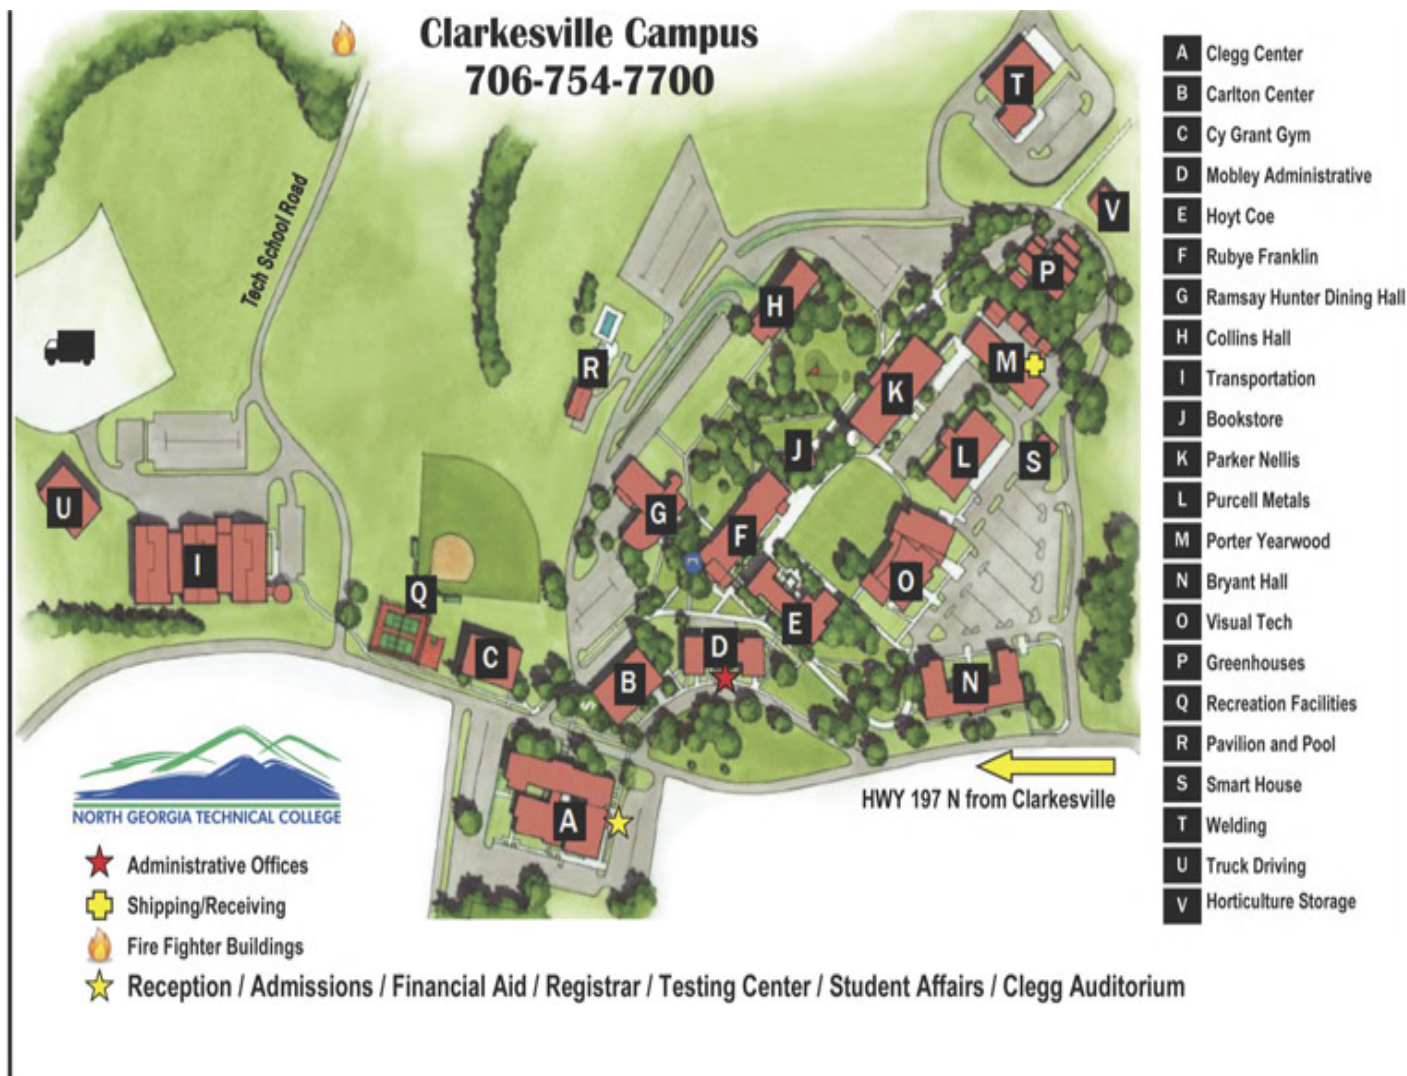 Clarkesville Campus
706-754-7700
Tech School Road
T
V
P
H
M
R
K
J
L
S
U
G
F
I
O
Q
E
D
C
B
N
A
HWY 197 N from Clarkesville
NORTH GEORGIA TECHNICAL COLLEGE
Administrative Offices
Shipping/Receiving
Fire Fighter Buildings
Reception / Admissions / Financial Aid / Registrar / Testing Center / Student Affairs / Clegg Auditorium
A Clegg Center
B Carlton Center
C Cy Grant Gym
D Mobley Administrative
E Hoyt Coe
F Rubye Franklin
G Ramsay Hunter Dining Hall
H Collins Hall
I Transportation
J Bookstore
K Parker Nellis
L Purcell Metals
M Porter Yearwood
N Bryant Hall
O Visual Tech
P Greenhouses
Q Recreation Facilities
R Pavilion and Pool
S Smart House
T Welding
U Truck Driving
V Horticulture Storage